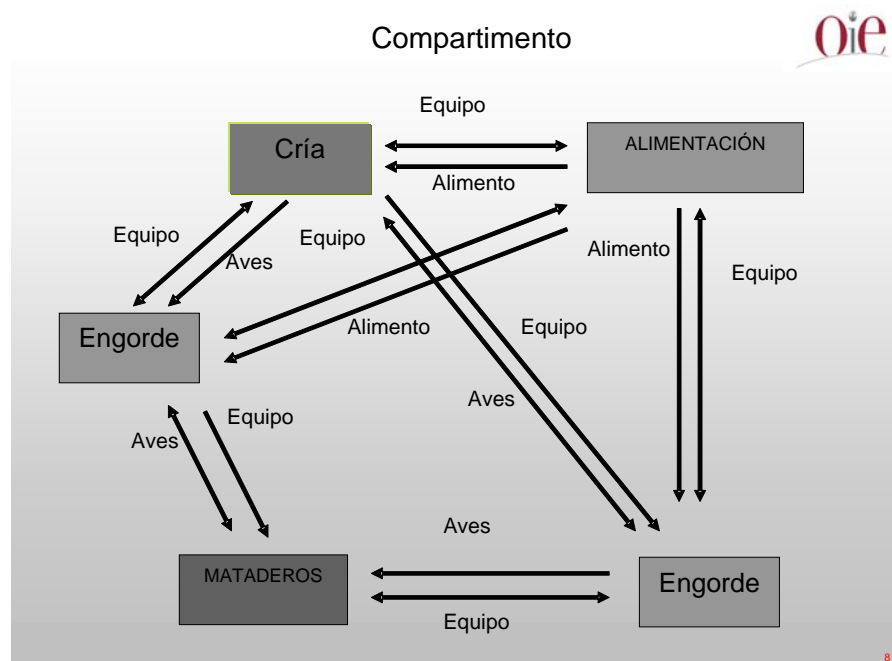 Compartimento
oie
Equipo
Cría
ALIMENTACIÓN
Alimento
Equipo
Equipo
Aves
Alimento
Equipo
Engorde
Alimento
Equipo
Aves
Equipo
Aves
Aves
MATADEROS
Engorde
Equipo
8